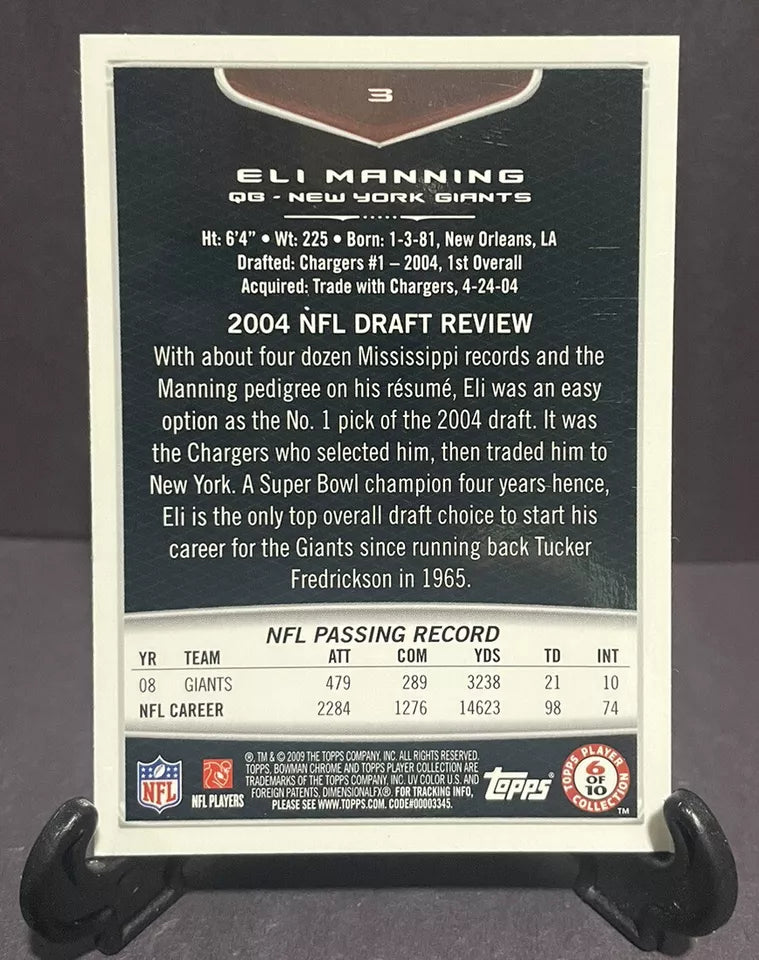 3
ELI MANNING
QB - NEW YORK GIANTS
Ht: 6'4" • Wt: 225 • Born: 1-3-81, New Orleans, LA
Drafted: Chargers #1 – 2004, 1st Overall
Acquired: Trade with Chargers, 4-24-04
2004 NFL DRAFT REVIEW
With about four dozen Mississippi records and the
Manning pedigree on his résumé, Eli was an easy
option as the No. 1 pick of the 2004 draft. It was
the Chargers who selected him, then traded him to
New York. A Super Bowl champion four years hence,
Eli is the only top overall draft choice to start his
career for the Giants since running back Tucker
Fredrickson in 1965.
NFL PASSING RECORD
YR TEAM ATT COM YDS TD INT
08 GIANTS 479 289 3238 21 10
NFL CAREER 2284 1276 14623 98 74
NFL
NFL PLAYERS
®, TM & © 2009 THE TOPPS COMPANY, INC. ALL RIGHTS RESERVED.
TOPPS, BOWMAN CHROME AND TOPPS PLAYER COLLECTION ARE
TRADEMARKS OF THE TOPPS COMPANY, INC. UV COLOR U.S. AND
FOREIGN PATENTS, DIMENSIONALFX®. FOR TRACKING INFO,
PLEASE SEE WWW.TOPPS.COM. CODE#00003345.
Topps®
TOPPS PLAYER
6 OF 10
COLLECTION
TM